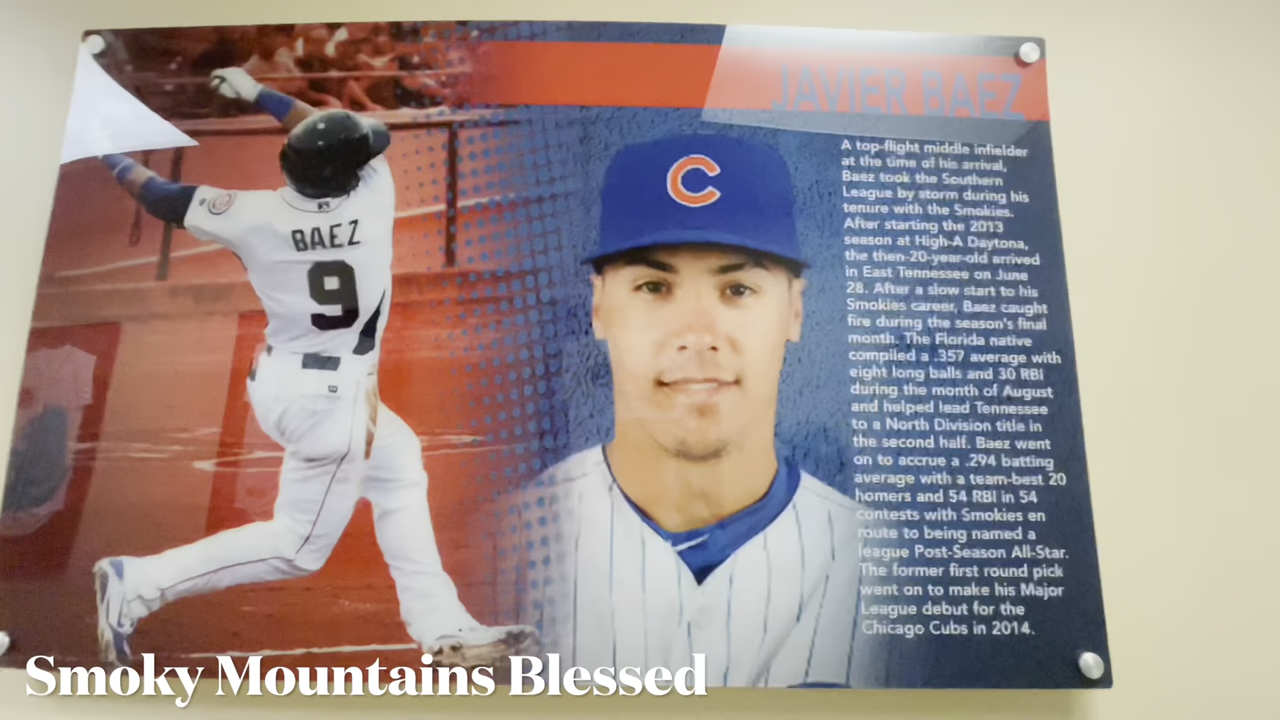 JAVIER BAEZ
A top-flight middle infielder
at the time of his arrival,
Baez took the Southern
League by storm during his
tenure with the Smokies.
After starting the 2013
season at High-A Daytona,
the then-20-year-old arrived
in East Tennessee on June
28. After a slow start to his
Smokies career, Baez caught
fire during the season's final
month. The Florida native
compiled a .357 average with
eight long balls and 30 RBI
during the month of August
and helped lead Tennessee
to a North Division title in
the second half. Baez went
on to accrue a .294 batting
average with a team-best 20
homers and 54 RBI in 54
contests with Smokies en
route to being named a
league Post-Season All-Star.
The former first round pick
went on to make his Major
League debut for the
Chicago Cubs in 2014.
BAEZ
9
C
Smoky Mountains Blessed